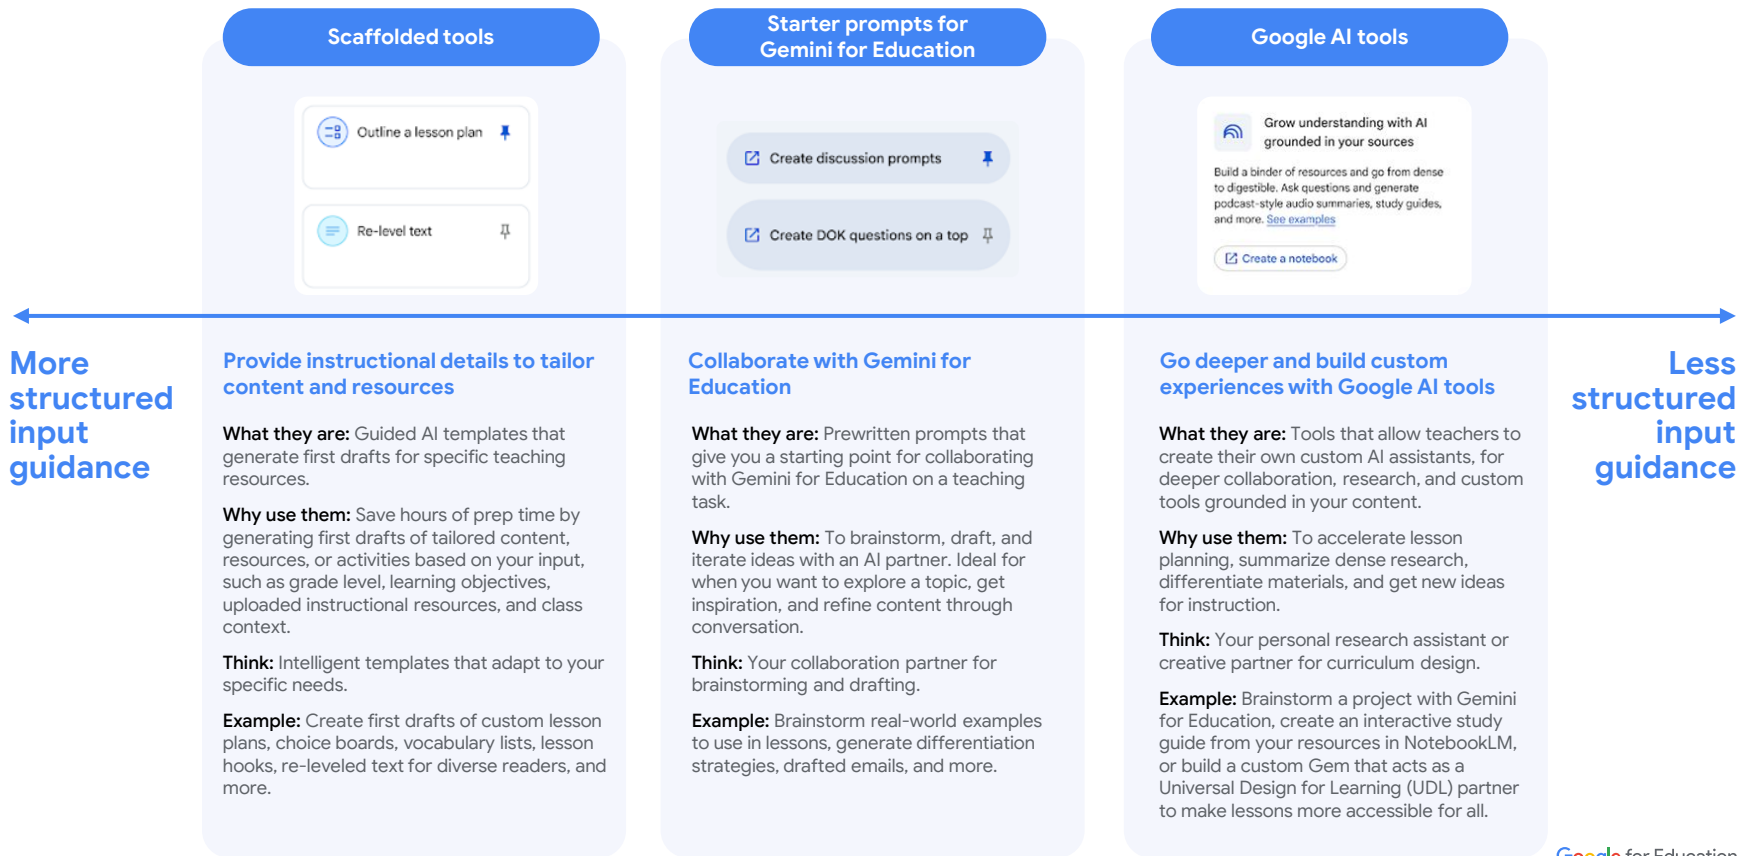 Scaffolded tools
Outline a lesson plan
Re-level text
Starter prompts for
Gemini for Education
Create discussion prompts
Create DOK questions on a top
Google AI tools
Grow understanding with AI
grounded in your sources
Build a binder of resources and go from dense
to digestible. Ask questions and generate
podcast-style audio summaries, study guides,
and more. See examples
Create a notebook
More
structured
input
guidance
Provide instructional details to tailor
content and resources
What they are: Guided AI templates that
generate first drafts for specific teaching
resources.
Why use them: Save hours of prep time by
generating first drafts of tailored content,
resources, or activities based on your input,
such as grade level, learning objectives,
uploaded instructional resources, and class
context.
Think: Intelligent templates that adapt to your
specific needs.
Example: Create first drafts of custom lesson
plans, choice boards, vocabulary lists, lesson
hooks, re-leveled text for diverse readers, and
more.
Collaborate with Gemini for
Education
What they are: Prewritten prompts that
give you a starting point for collaborating
with Gemini for Education on a teaching
task.
Why use them: To brainstorm, draft, and
iterate ideas with an AI partner. Ideal for
when you want to explore a topic, get
inspiration, and refine content through
conversation.
Think: Your collaboration partner for
brainstorming and drafting.
Example: Brainstorm real-world examples
to use in lessons, generate differentiation
strategies, drafted emails, and more.
Go deeper and build custom
experiences with Google AI tools
What they are: Tools that allow teachers to
create their own custom AI assistants, for
deeper collaboration, research, and custom
tools grounded in your content.
Why use them: To accelerate lesson
planning, summarize dense research,
differentiate materials, and get new ideas
for instruction.
Think: Your personal research assistant or
creative partner for curriculum design.
Example: Brainstorm a project with Gemini
for Education, create an interactive study
guide from your resources in NotebookLM,
or build a custom Gem that acts as a
Universal Design for Learning (UDL) partner
to make lessons more accessible for all.
Less
structured
input
guidance
Google for Education